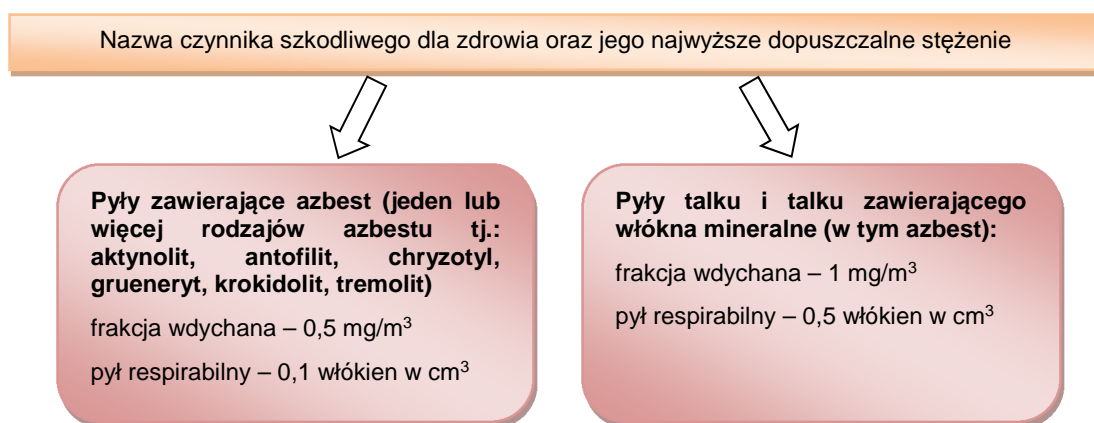 Nazwa czynnika szkodliwego dla zdrowia oraz jego najwyższe dopuszczalne stężenie
Pyły zawierające azbest (jeden lub
więcej rodzajów azbestu tj.:
aktynolit, antofilit, chryzotyl,
grueneryt, krokidolit, tremolit)
frakcja wdychana – 0,5 mg/m³
pył respirabilny – 0,1 włókien w cm³
Pyły talku i talku zawierającego
włókna mineralne (w tym azbest):
frakcja wdychana – 1 mg/m³
pył respirabilny – 0,5 włókien w cm³